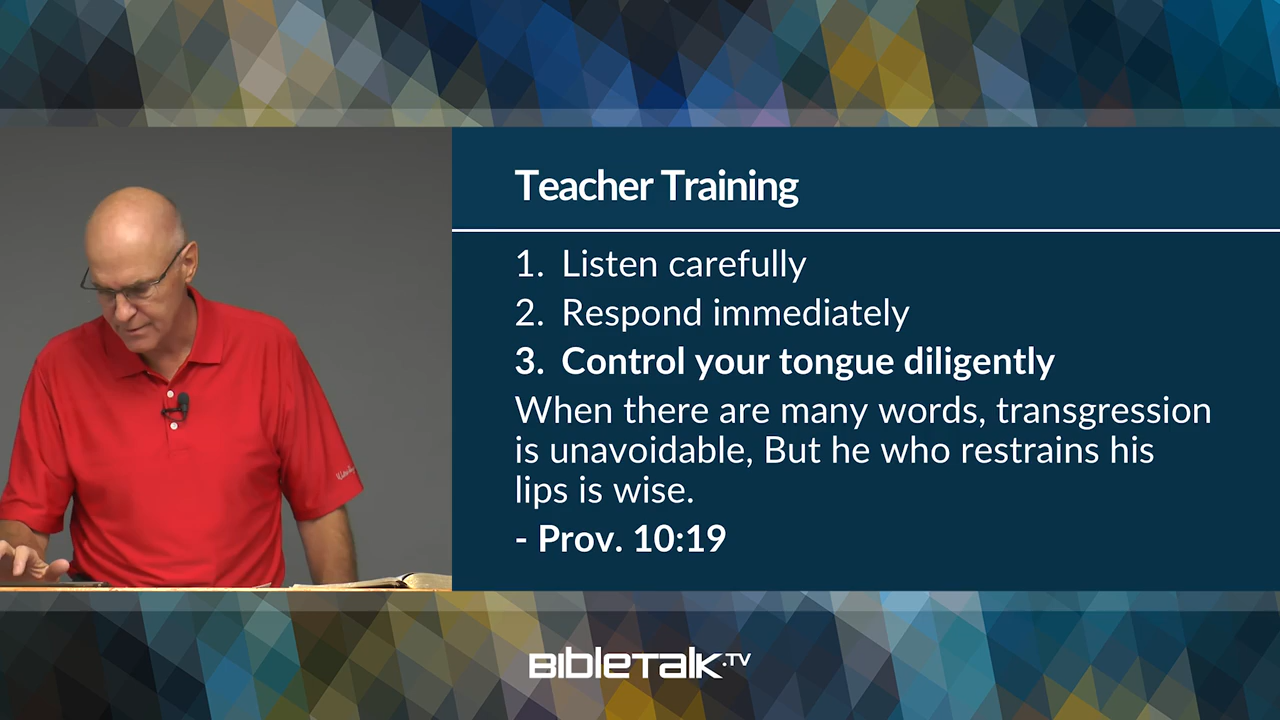 Teacher Training
1. Listen carefully
2. Respond immediately
3. Control your tongue diligently
When there are many words, transgression
is unavoidable, But he who restrains his
lips is wise.
- Prov. 10:19
BIBLETALK.TV